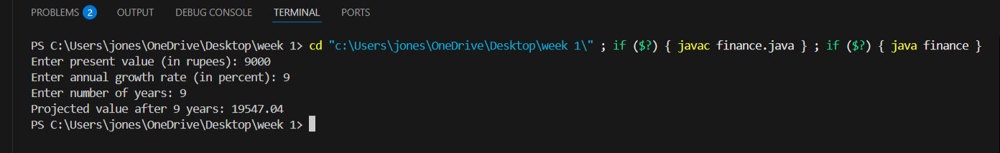 PROBLEMS 2 OUTPUT DEBUG CONSOLE TERMINAL PORTS
PS C:\Users\jones\OneDrive\Desktop\week 1> cd "c:\Users\jones\OneDrive\Desktop\week 1\" ; if ($?) { javac finance.java } ; if ($?) { java finance }
Enter present value (in rupees): 9000
Enter annual growth rate (in percent): 9
Enter number of years: 9
Projected value after 9 years: 19547.04
PS C:\Users\jones\OneDrive\Desktop\week 1>